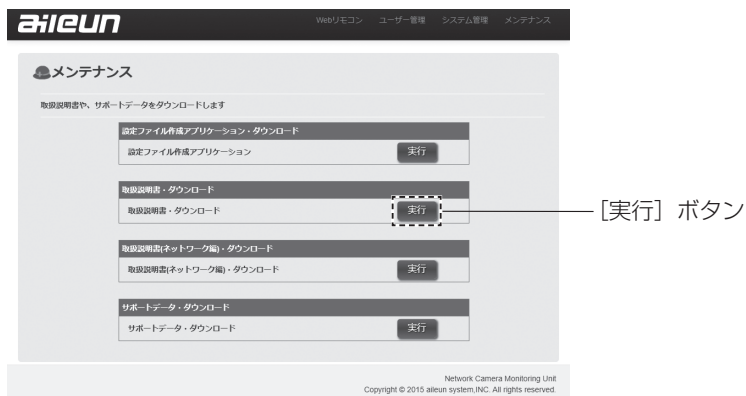 aileun
Webリモコン ユーザー管理 システム管理 メンテナンス
メンテナンス
取扱説明書や、サポートデータをダウンロードします
設定ファイル作成アプリケーション・ダウンロード
設定ファイル作成アプリケーション 実行
取扱説明書・ダウンロード
取扱説明書・ダウンロード 実行
[実行] ボタン
取扱説明書(ネットワーク編)・ダウンロード
取扱説明書(ネットワーク編)・ダウンロード 実行
サポートデータ・ダウンロード
サポートデータ・ダウンロード 実行
Network Camera Monitoring Unit
Copyright © 2015 aileun system,INC. All rights reserved.